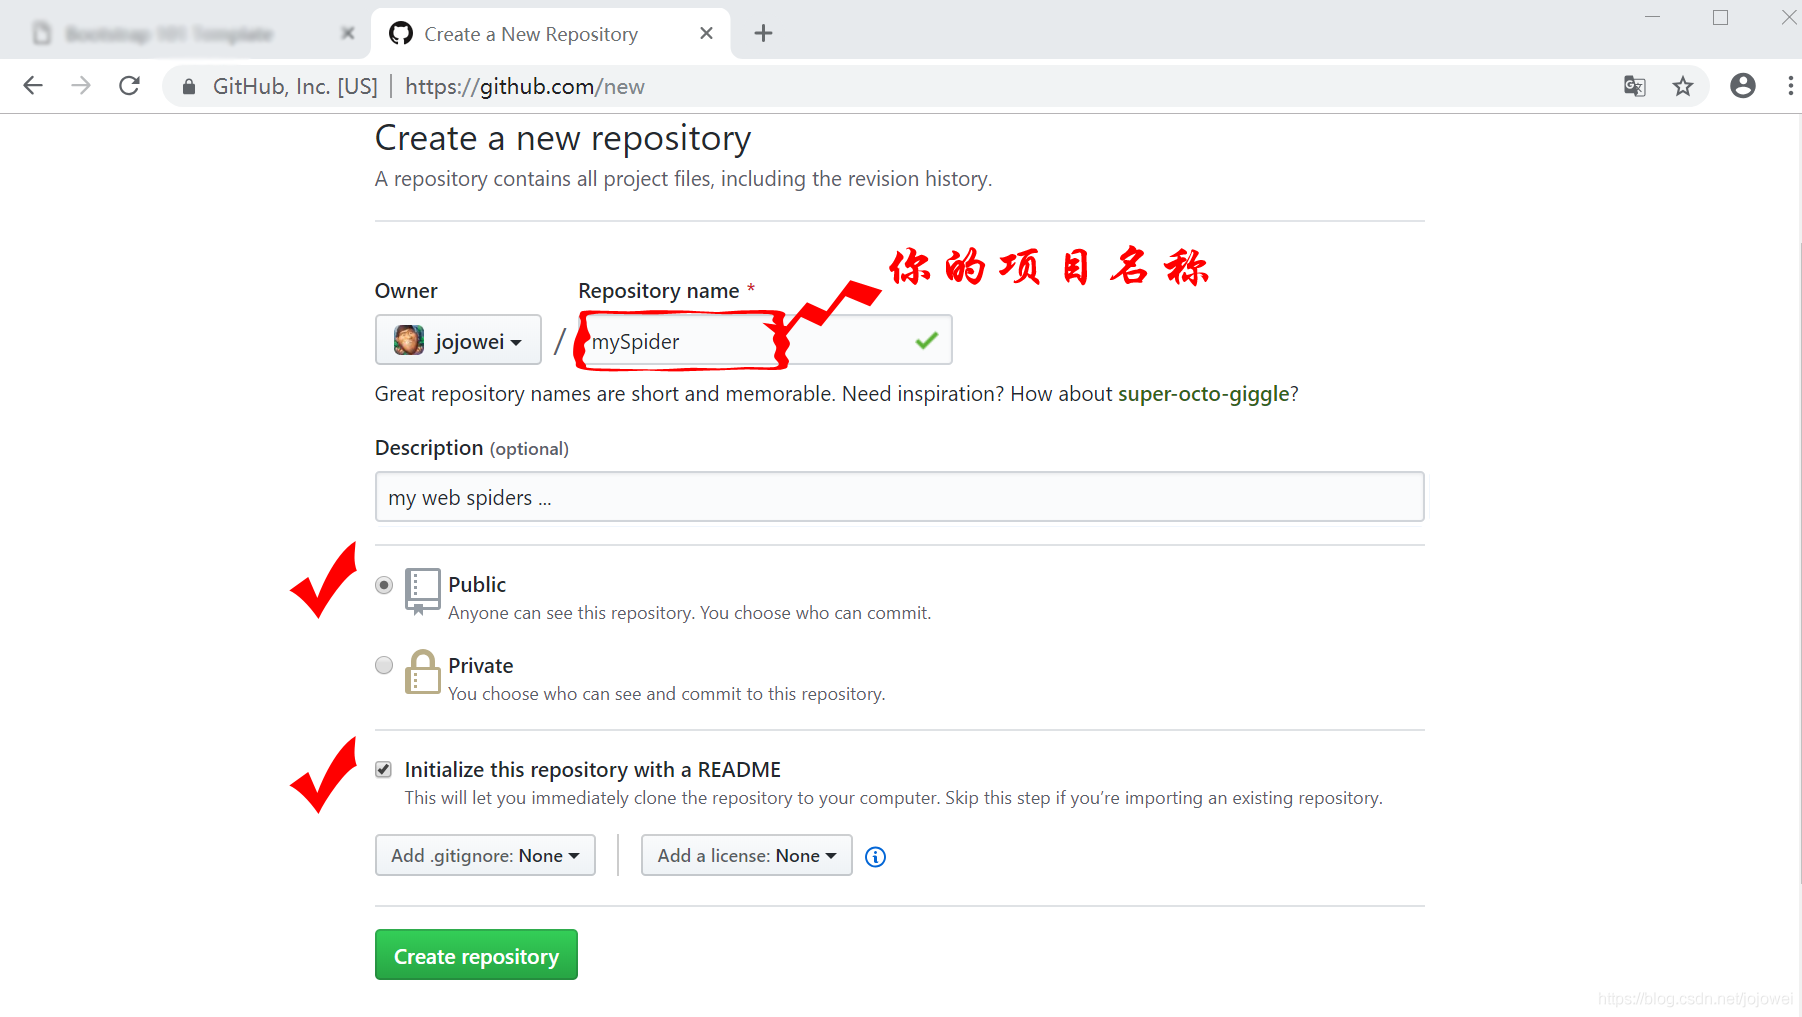 Bootstrap 101 Template
Create a New Repository
GitHub, Inc. [US] | https://github.com/new
Create a new repository
A repository contains all project files, including the revision history.
你的项目名称
Owner
Repository name *
jojowei
/
mySpider
Great repository names are short and memorable. Need inspiration? How about super-octo-giggle?
Description (optional)
my web spiders ...
Public
Anyone can see this repository. You choose who can commit.
Private
You choose who can see and commit to this repository.
Initialize this repository with a README
This will let you immediately clone the repository to your computer. Skip this step if you’re importing an existing repository.
Add .gitignore: None
Add a license: None
Create repository
https://blog.csdn.net/jojowei